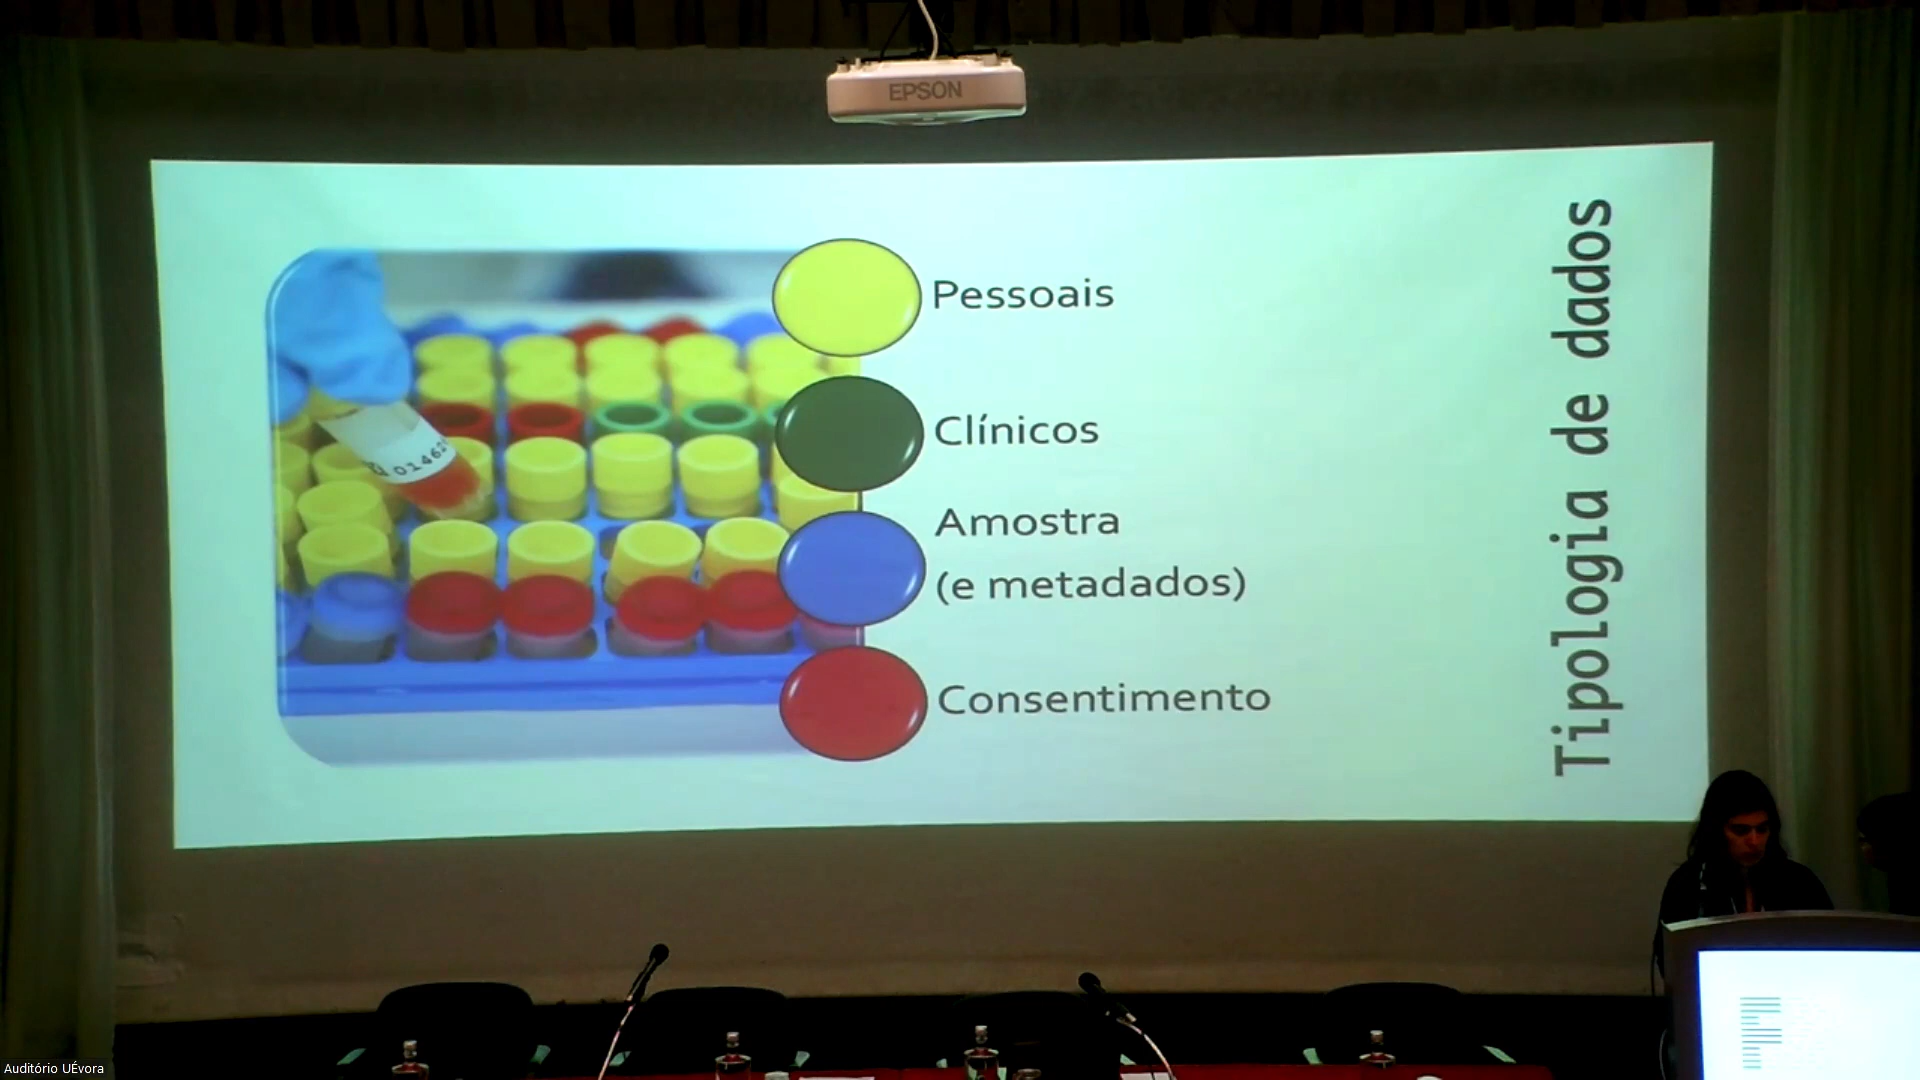 EPSON
Pessoais
Clínicos
Amostra
(e metadados)
Consentimento
Tipologia de dados
Auditório UÉvora